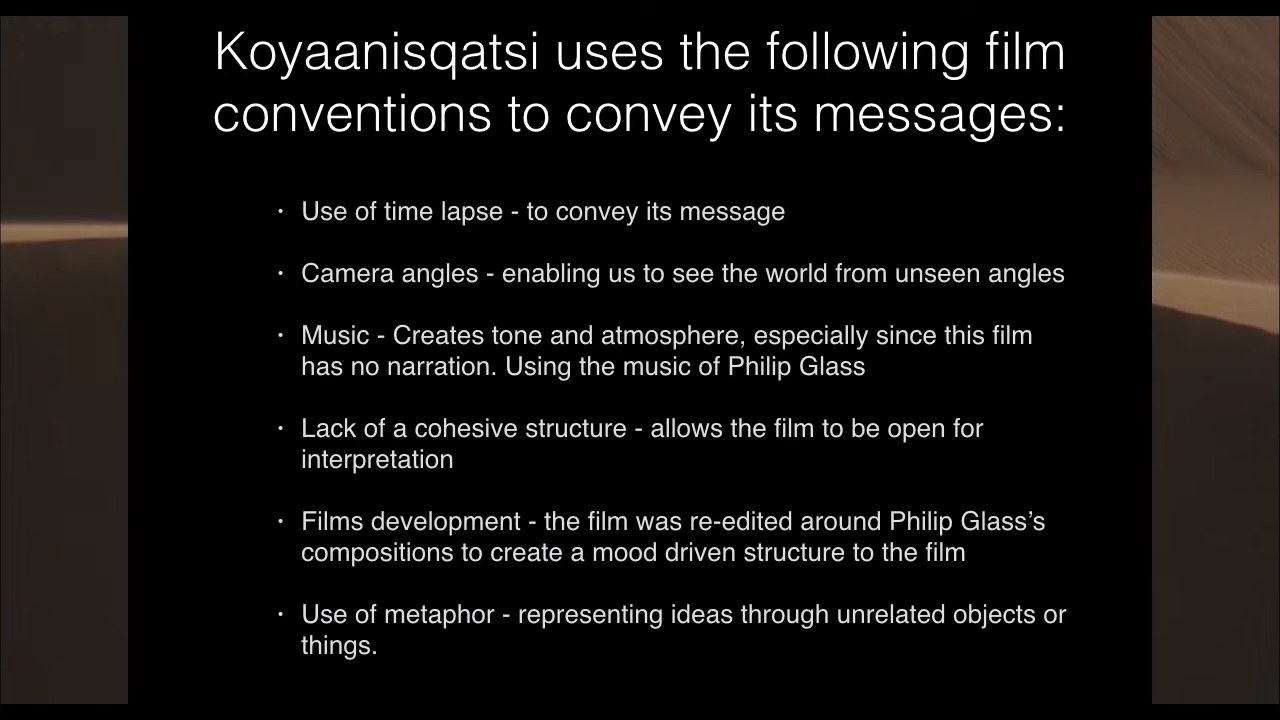 Koyaanisqatsi uses the following film
conventions to convey its messages:
· Use of time lapse - to convey its message
· Camera angles - enabling us to see the world from unseen angles
· Music - Creates tone and atmosphere, especially since this film
has no narration. Using the music of Philip Glass
· Lack of a cohesive structure - allows the film to be open for
interpretation
· Films development - the film was re-edited around Philip Glass’s
compositions to create a mood driven structure to the film
· Use of metaphor - representing ideas through unrelated objects or
things.